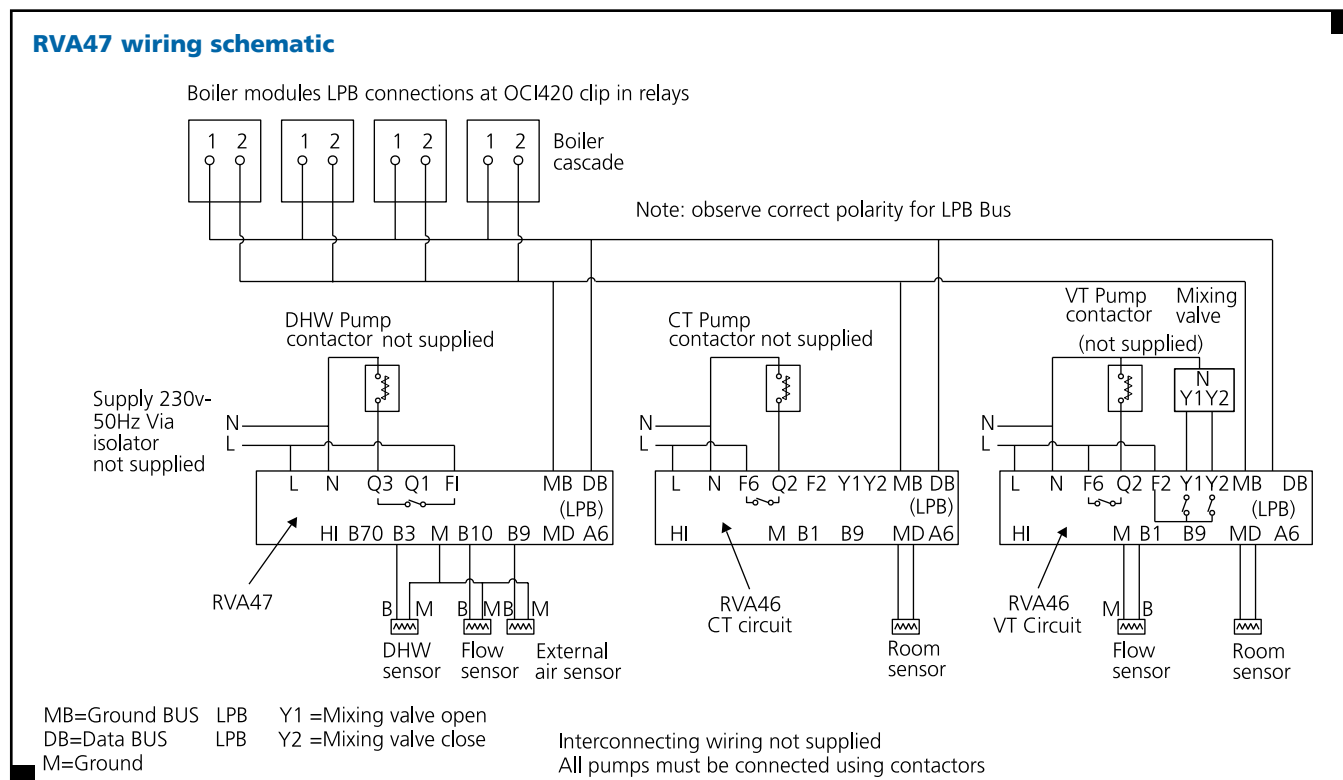 RVA47 wiring schematic
Boiler modules LPB connections at OCI420 clip in relays
1 2 1 2 1 2 1 2
Boiler
cascade
Note: observe correct polarity for LPB Bus
DHW Pump
contactor not supplied
CT Pump
contactor not supplied
VT Pump
contactor
(not supplied)
Mixing
valve
N
Y1 Y2
Supply 230v-
50Hz Via
isolator
not supplied
N
L
N
L
N
L
L N Q3 Q1 FI MB DB
(LPB)
HI B70 B3 M B10 B9 MD A6
L N F6 Q2 F2 Y1 Y2 MB DB
(LPB)
HI M B1 B9 MD A6
L N F6 Q2 F2 Y1 Y2 MB DB
(LPB)
HI M B1 B9 MD A6
RVA47
B M B M B M
DHW
sensor
Flow
sensor
External
air sensor
RVA46
CT circuit
Room
sensor
RVA46
VT Circuit
M B
Flow
sensor
Room
sensor
MB=Ground BUS LPB Y1 =Mixing valve open
DB=Data BUS LPB Y2 =Mixing valve close
M=Ground
Interconnecting wiring not supplied
All pumps must be connected using contactors